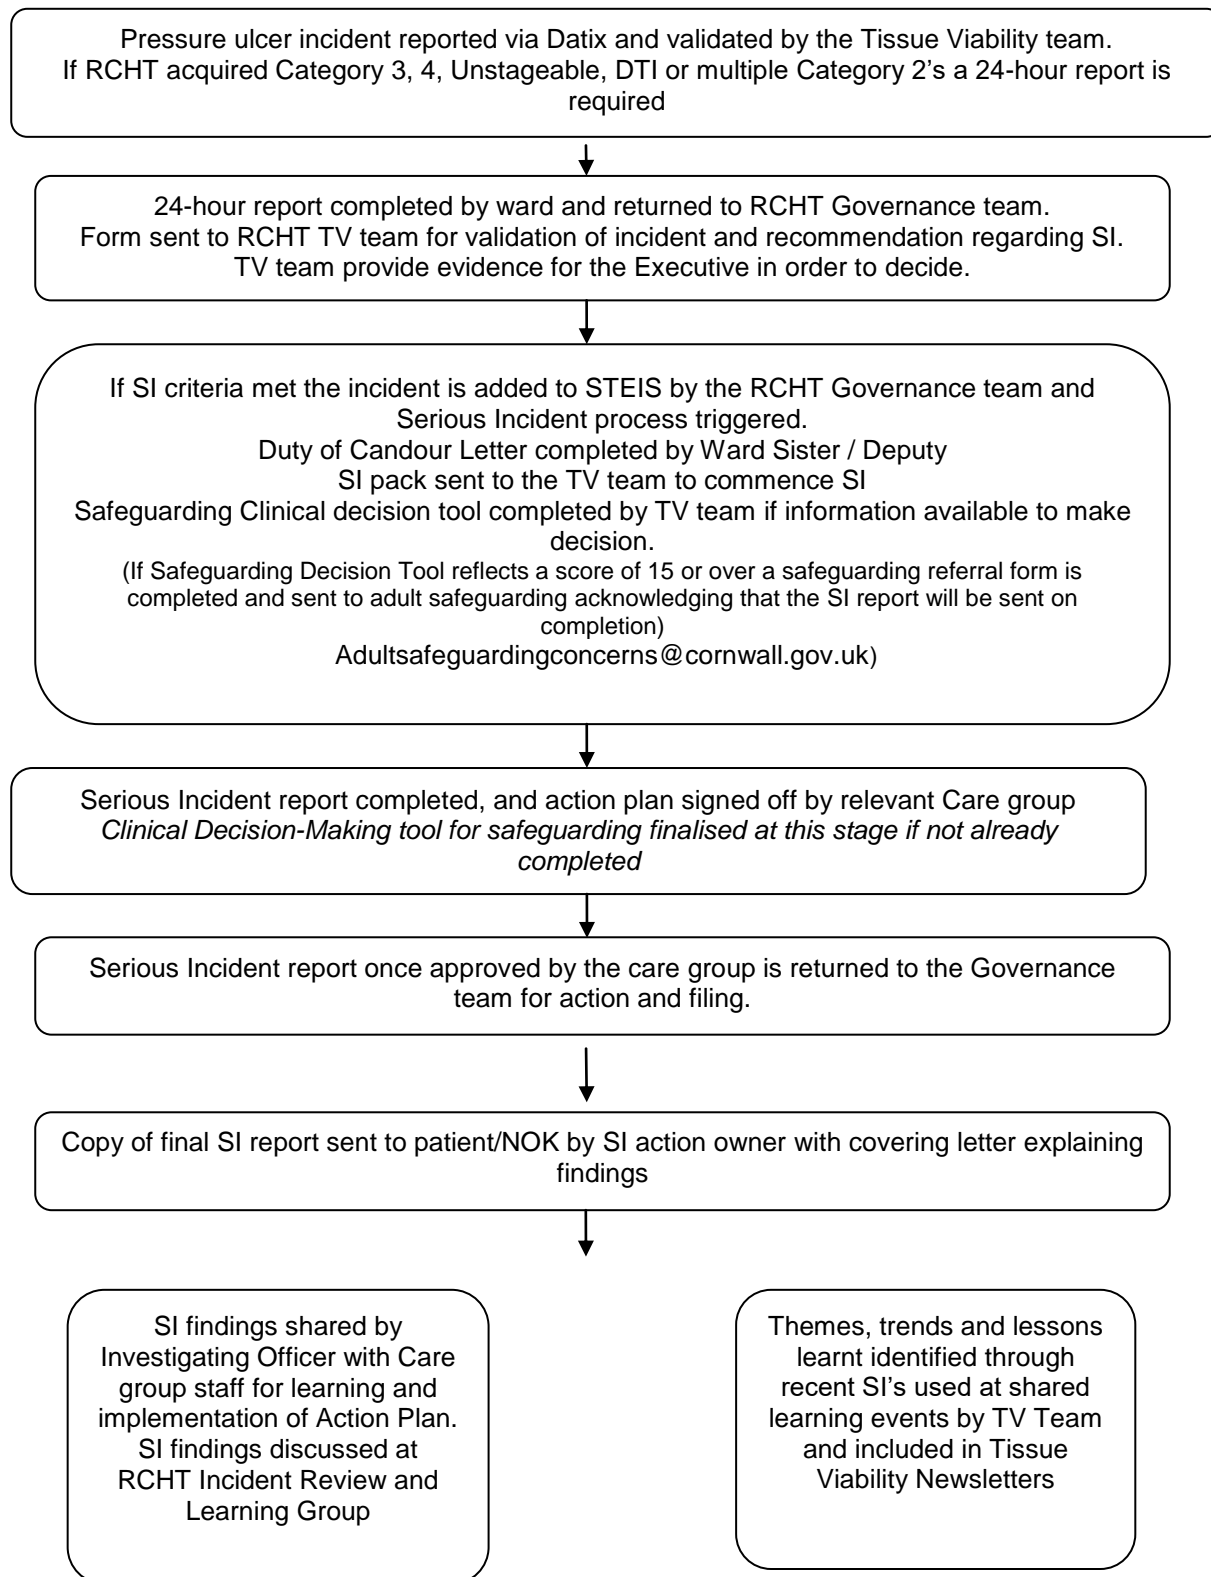 Pressure ulcer incident reported via Datix and validated by the Tissue Viability team.
If RCHT acquired Category 3, 4, Unstageable, DTI or multiple Category 2’s a 24-hour report is
required
24-hour report completed by ward and returned to RCHT Governance team.
Form sent to RCHT TV team for validation of incident and recommendation regarding SI.
TV team provide evidence for the Executive in order to decide.
If SI criteria met the incident is added to STEIS by the RCHT Governance team and
Serious Incident process triggered.
Duty of Candour Letter completed by Ward Sister / Deputy
SI pack sent to the TV team to commence SI
Safeguarding Clinical decision tool completed by TV team if information available to make
decision.
(If Safeguarding Decision Tool reflects a score of 15 or over a safeguarding referral form is
completed and sent to adult safeguarding acknowledging that the SI report will be sent on
completion)
Adultsafeguardingconcerns@cornwall.gov.uk)
Serious Incident report completed, and action plan signed off by relevant Care group
Clinical Decision-Making tool for safeguarding finalised at this stage if not already
completed
Serious Incident report once approved by the care group is returned to the Governance
team for action and filing.
Copy of final SI report sent to patient/NOK by SI action owner with covering letter explaining
findings
SI findings shared by
Investigating Officer with Care
group staff for learning and
implementation of Action Plan.
SI findings discussed at
RCHT Incident Review and
Learning Group
Themes, trends and lessons
learnt identified through
recent SI’s used at shared
learning events by TV Team
and included in Tissue
Viability Newsletters